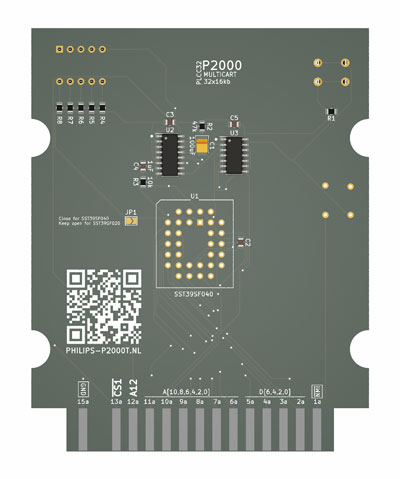 PLCC32
P2000
MULTICART
32x16kb
R8
R7
R6
R5
R4
C3
U2
R2
47k
C1
100uF
C5
U3
R1
C4
1uF
R3
10k
U1
JP1
Close for SST39SF040
Keep open for SST39SF020
C2
SST39SF040
PHILIPS-P2000T.NL
GND
CS1
A12
A[10,8,6,4,2,0]
D[6,4,2,0]
15a 13a 12a 11a 10a 9a 8a 7a 6a 5a 4a 3a 2a 1a